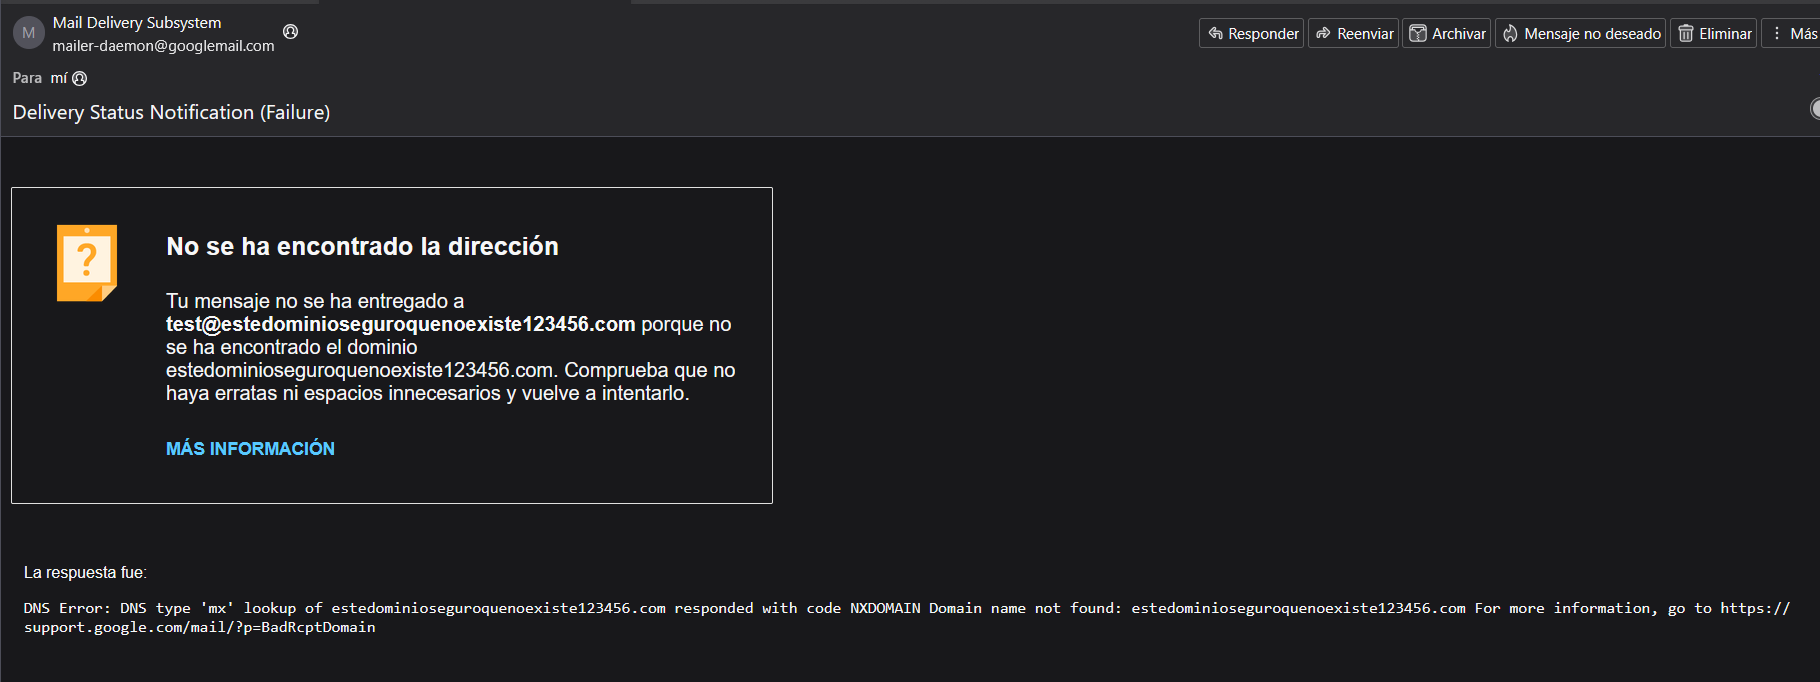 M
Mail Delivery Subsystem
mailer-daemon@googlemail.com
Responder
Reenviar
Archivar
Mensaje no deseado
Eliminar
Más
Para mí
Delivery Status Notification (Failure)
?
No se ha encontrado la dirección
Tu mensaje no se ha entregado a
test@estedominioseguroquenoexiste123456.com porque no
se ha encontrado el dominio
estedominioseguroquenoexiste123456.com. Comprueba que no
haya erratas ni espacios innecesarios y vuelve a intentarlo.
MÁS INFORMACIÓN
La respuesta fue:
DNS Error: DNS type 'mx' lookup of estedominioseguroquenoexiste123456.com responded with code NXDOMAIN Domain name not found: estedominioseguroquenoexiste123456.com For more information, go to https://
support.google.com/mail/?p=BadRcptDomain